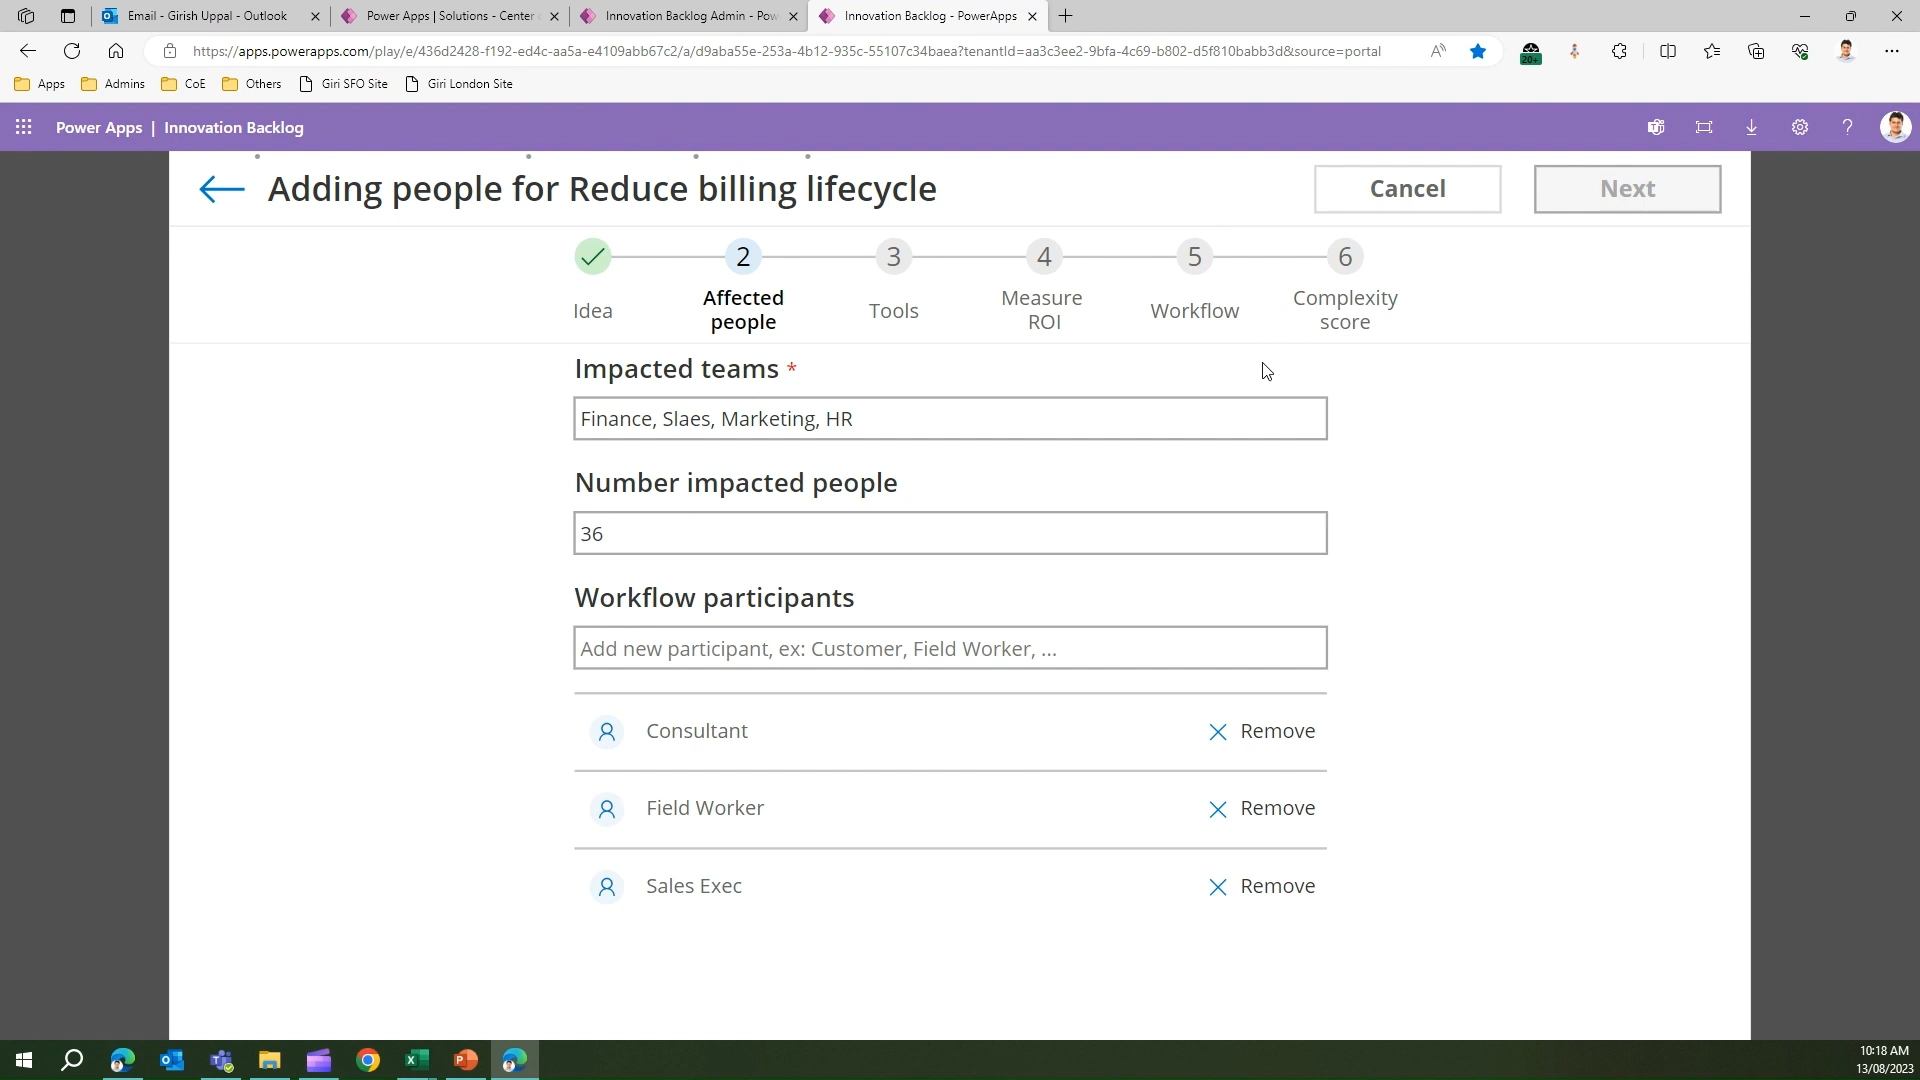 Email - Girish Uppal - Outlook
Power Apps | Solutions - Center
Innovation Backlog Admin - Pow
Innovation Backlog - PowerApps
https://apps.powerapps.com/play/e/436d2428-f192-ed4c-aa5a-e4109abb67c2/a/d9aba55e-253a-4b12-935c-55107c34baea?tenantId=aa3c3ee2-9bfa-4c69-b802-d5f810babb3d&source=portal
20+
Apps
Admins
CoE
Others
Giri SFO Site
Giri London Site
Power Apps | Innovation Backlog
Adding people for Reduce billing lifecycle
Cancel
Next
2
3
4
5
6
Idea
Affected people
Tools
Measure ROI
Workflow
Complexity score
Impacted teams *
Finance, Slaes, Marketing, HR
Number impacted people
36
Workflow participants
Add new participant, ex: Customer, Field Worker, ...
Consultant
Remove
Field Worker
Remove
Sales Exec
Remove
10:18 AM
13/08/2023